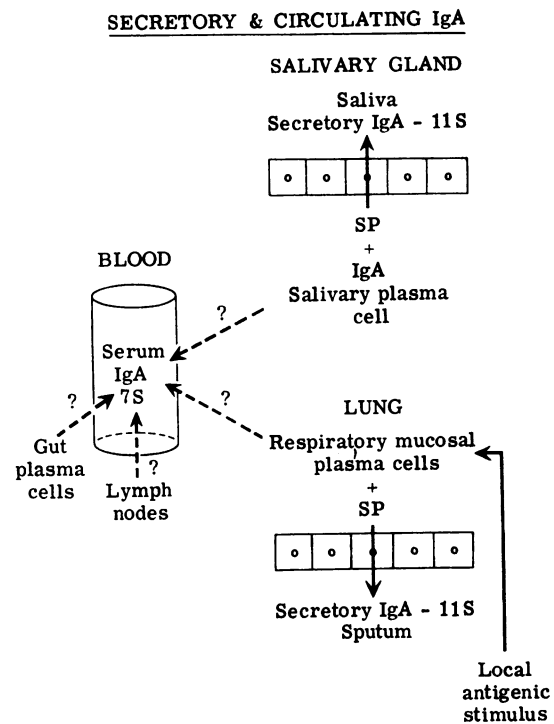 SECRETORY & CIRCULATING IgA
SALIVARY GLAND
Saliva
Secretory IgA - 11S
SP
+
IgA
Salivary plasma
cell
BLOOD
?
Serum
IgA
7S
?
?
?
Gut
plasma
cells
Lymph
nodes
LUNG
Respiratory mucosal
plasma cells
+
SP
Secretory IgA - 11S
Sputum
Local
antigenic
stimulus